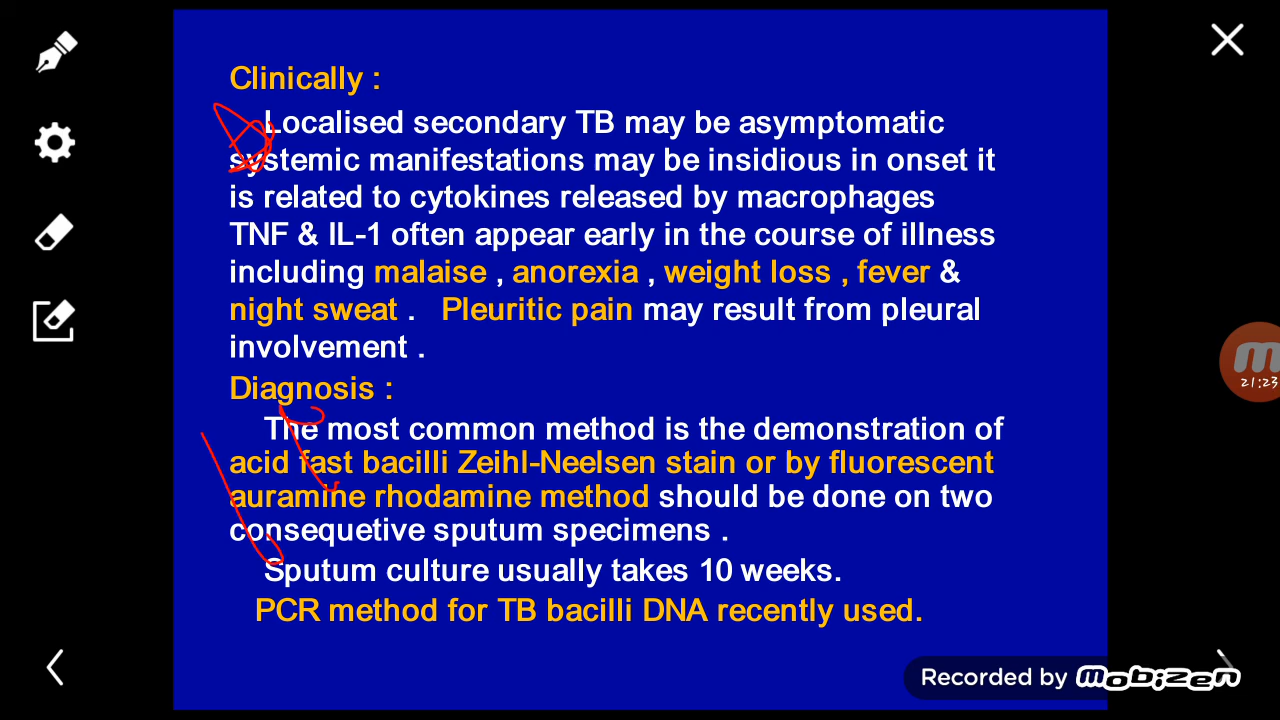 Clinically :
Localised secondary TB may be asymptomatic
systemic manifestations may be insidious in onset it
is related to cytokines released by macrophages
TNF & IL-1 often appear early in the course of illness
including malaise , anorexia , weight loss , fever &
night sweat . Pleuritic pain may result from pleural
involvement .
Diagnosis :
The most common method is the demonstration of
acid fast bacilli Zeihl-Neelsen stain or by fluorescent
auramine rhodamine method should be done on two
consequetive sputum specimens .
Sputum culture usually takes 10 weeks.
PCR method for TB bacilli DNA recently used.
21:23
Recorded by mobizen